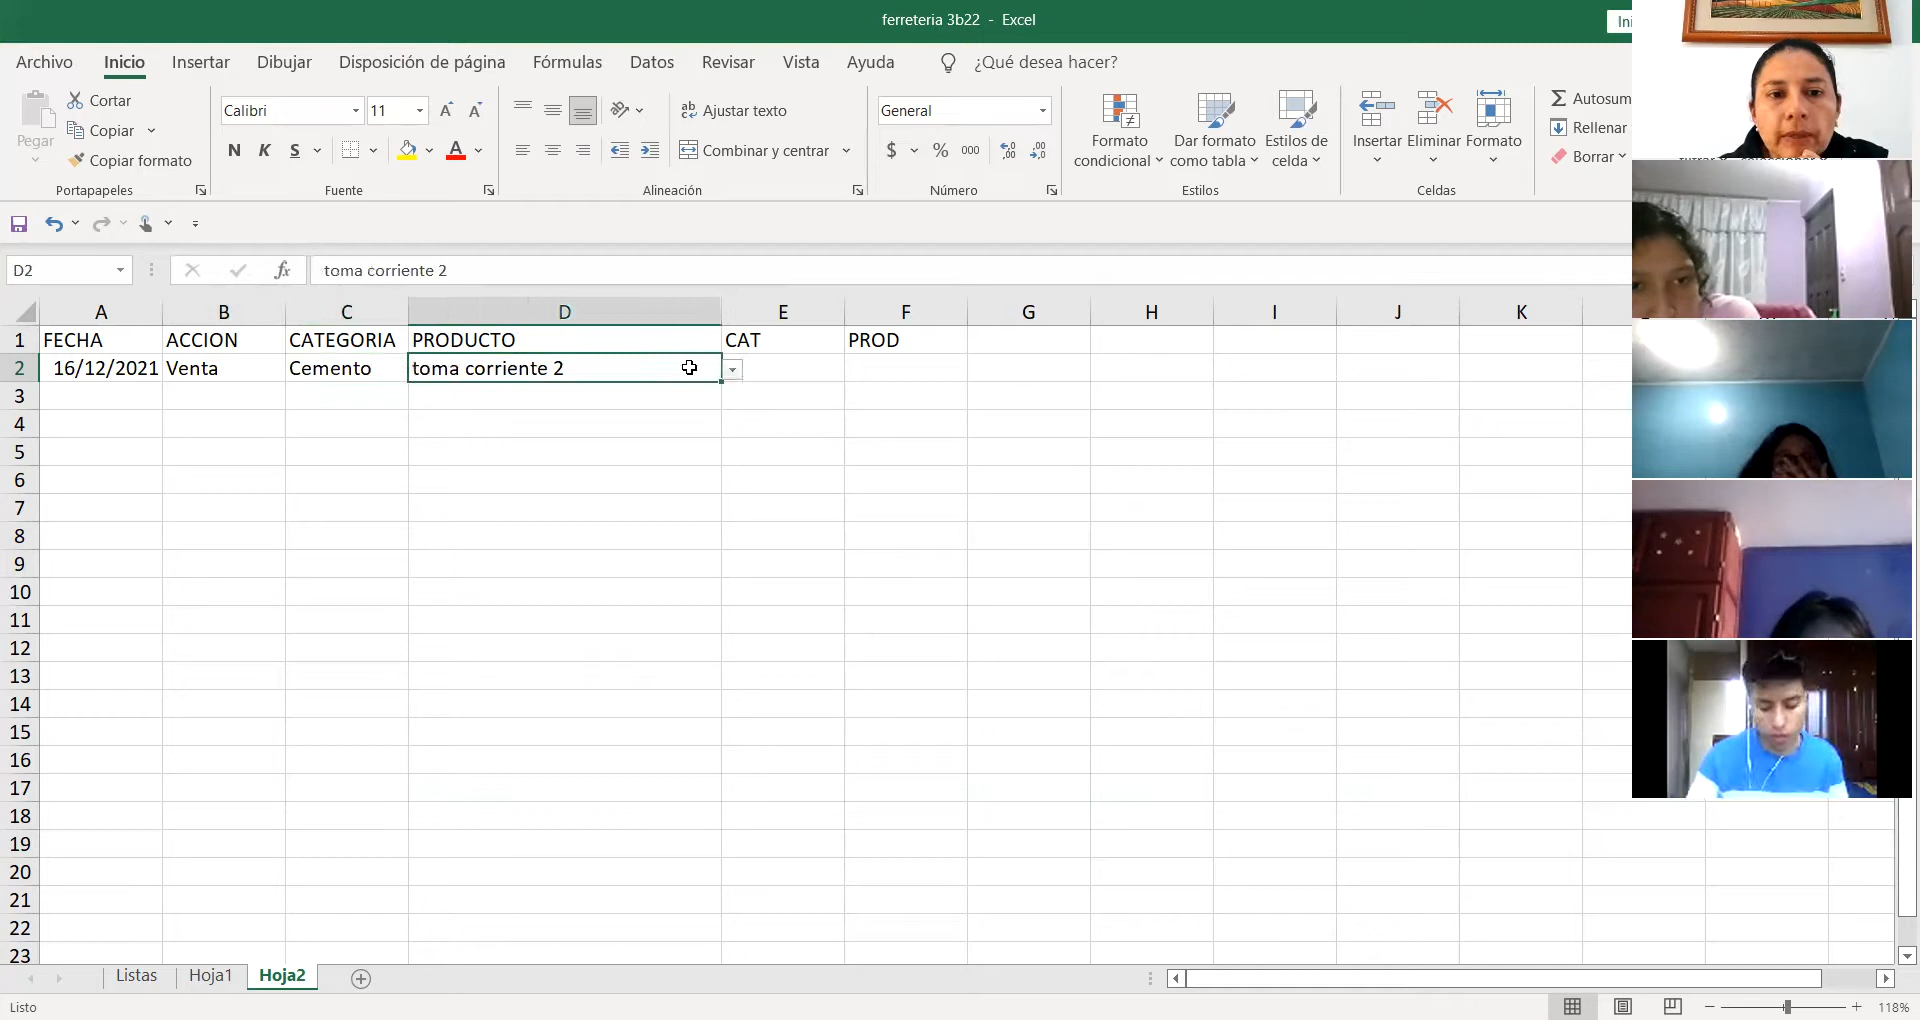 ferreteria 3b22 - Excel
Archivo Inicio Insertar Dibujar Disposición de página Fórmulas Datos Revisar Vista Ayuda ¿Qué desea hacer?
Pegar
Cortar
Copiar
Copiar formato
Portapapeles
Calibri 11
N K S
Fuente
Ajustar texto
Combinar y centrar
Alineación
General
$ % 000
Número
Formato condicional
Dar formato como tabla
Estilos de celda
Estilos
Insertar Eliminar Formato
Celdas
Autosum
Rellenar
Borrar
D2 fx toma corriente 2
A B C D E F G H I J K
1 FECHA ACCION CATEGORIA PRODUCTO CAT PROD
2 16/12/2021 Venta Cemento toma corriente 2
3
4
5
6
7
8
9
10
11
12
13
14
15
16
17
18
19
20
21
22
23
Listas Hoja1 Hoja2
Listo 118%